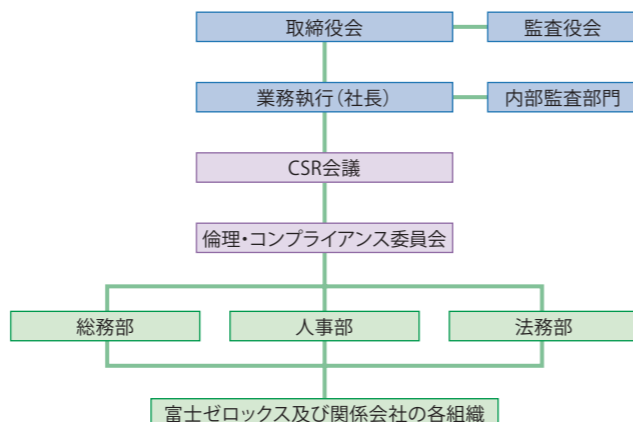 取締役会
監査役会
業務執行（社長）
内部監査部門
CSR会議
倫理・コンプライアンス委員会
総務部
人事部
法務部
富士ゼロックス及び関係会社の各組織